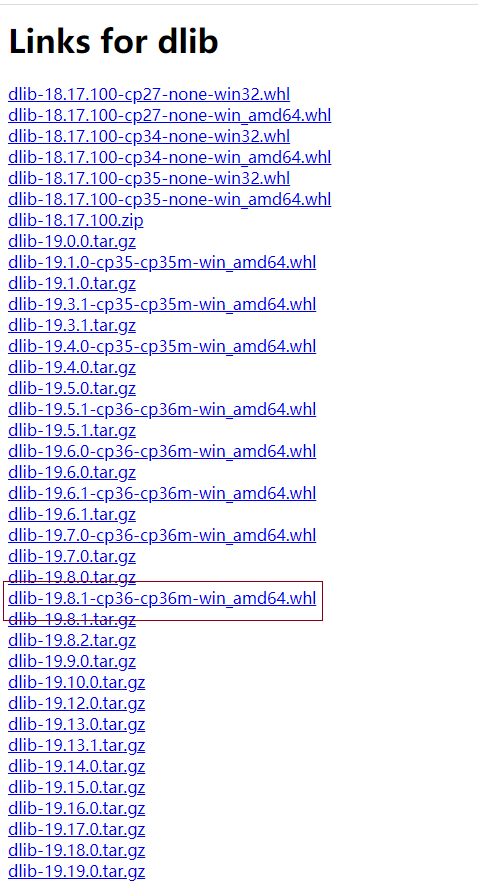 Links for dlib
dlib-18.17.100-cp27-none-win32.whl
dlib-18.17.100-cp27-none-win_amd64.whl
dlib-18.17.100-cp34-none-win32.whl
dlib-18.17.100-cp34-none-win_amd64.whl
dlib-18.17.100-cp35-none-win32.whl
dlib-18.17.100-cp35-none-win_amd64.whl
dlib-18.17.100.zip
dlib-19.0.0.tar.gz
dlib-19.1.0-cp35-cp35m-win_amd64.whl
dlib-19.1.0.tar.gz
dlib-19.3.1-cp35-cp35m-win_amd64.whl
dlib-19.3.1.tar.gz
dlib-19.4.0-cp35-cp35m-win_amd64.whl
dlib-19.4.0.tar.gz
dlib-19.5.0.tar.gz
dlib-19.5.1-cp36-cp36m-win_amd64.whl
dlib-19.5.1.tar.gz
dlib-19.6.0-cp36-cp36m-win_amd64.whl
dlib-19.6.0.tar.gz
dlib-19.6.1-cp36-cp36m-win_amd64.whl
dlib-19.6.1.tar.gz
dlib-19.7.0-cp36-cp36m-win_amd64.whl
dlib-19.7.0.tar.gz
dlib-19.8.0.tar.gz
dlib-19.8.1-cp36-cp36m-win_amd64.whl
dlib-19.8.1.tar.gz
dlib-19.8.2.tar.gz
dlib-19.9.0.tar.gz
dlib-19.10.0.tar.gz
dlib-19.12.0.tar.gz
dlib-19.13.0.tar.gz
dlib-19.13.1.tar.gz
dlib-19.14.0.tar.gz
dlib-19.15.0.tar.gz
dlib-19.16.0.tar.gz
dlib-19.17.0.tar.gz
dlib-19.18.0.tar.gz
dlib-19.19.0.tar.gz